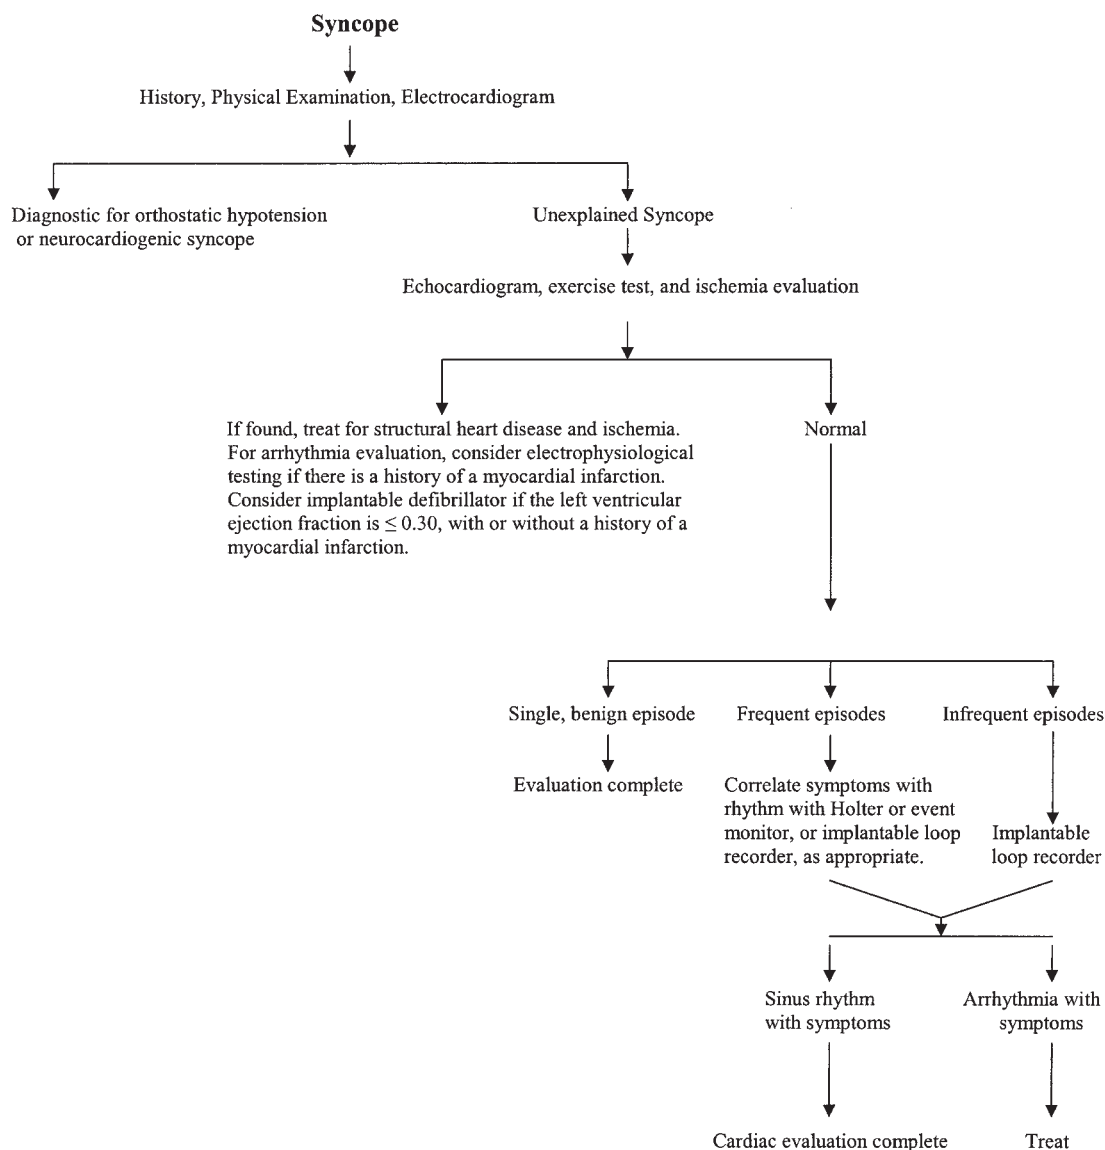 Syncope
History, Physical Examination, Electrocardiogram
Diagnostic for orthostatic hypotension
or neurocardiogenic syncope
Unexplained Syncope
Echocardiogram, exercise test, and ischemia evaluation
If found, treat for structural heart disease and ischemia.
For arrhythmia evaluation, consider electrophysiological
testing if there is a history of a myocardial infarction.
Consider implantable defibrillator if the left ventricular
ejection fraction is ≤ 0.30, with or without a history of a
myocardial infarction.
Normal
Single, benign episode
Evaluation complete
Frequent episodes
Correlate symptoms with
rhythm with Holter or event
monitor, or implantable loop
recorder, as appropriate.
Infrequent episodes
Implantable
loop recorder
Sinus rhythm
with symptoms
Arrhythmia with
symptoms
Cardiac evaluation complete
Treat